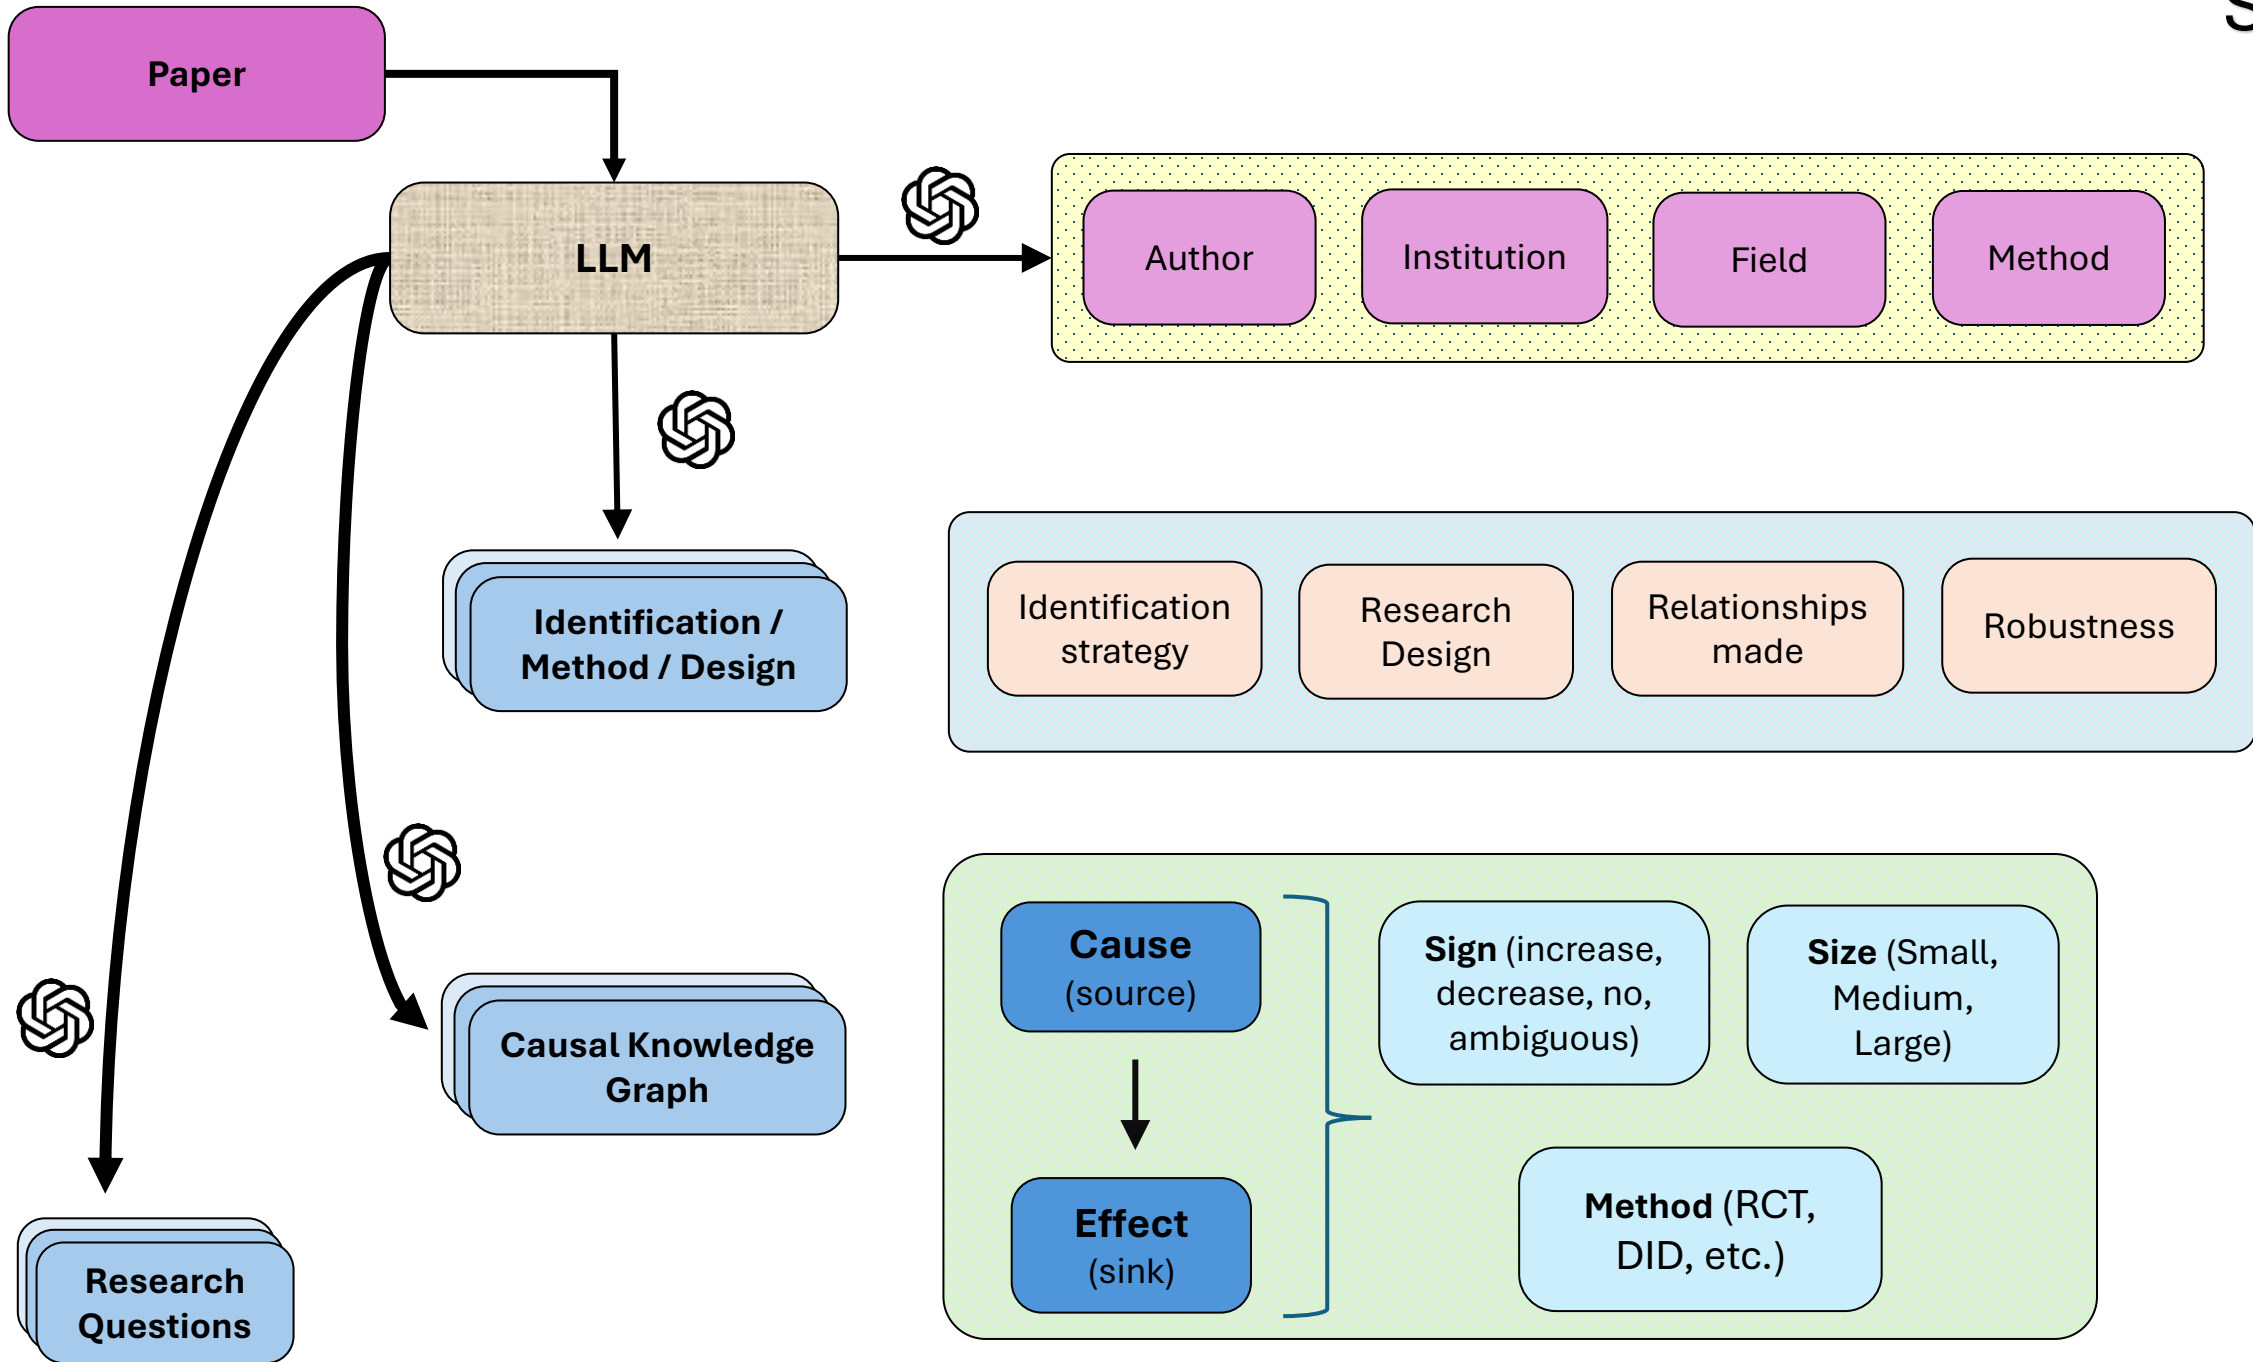 Paper
LLM
Author
Institution
Field
Method
Identification /
Method / Design
Identification
strategy
Research
Design
Relationships
made
Robustness
Causal Knowledge
Graph
Cause
(source)
Effect
(sink)
Sign (increase,
decrease, no,
ambiguous)
Size (Small,
Medium,
Large)
Method (RCT,
DID, etc.)
Research
Questions